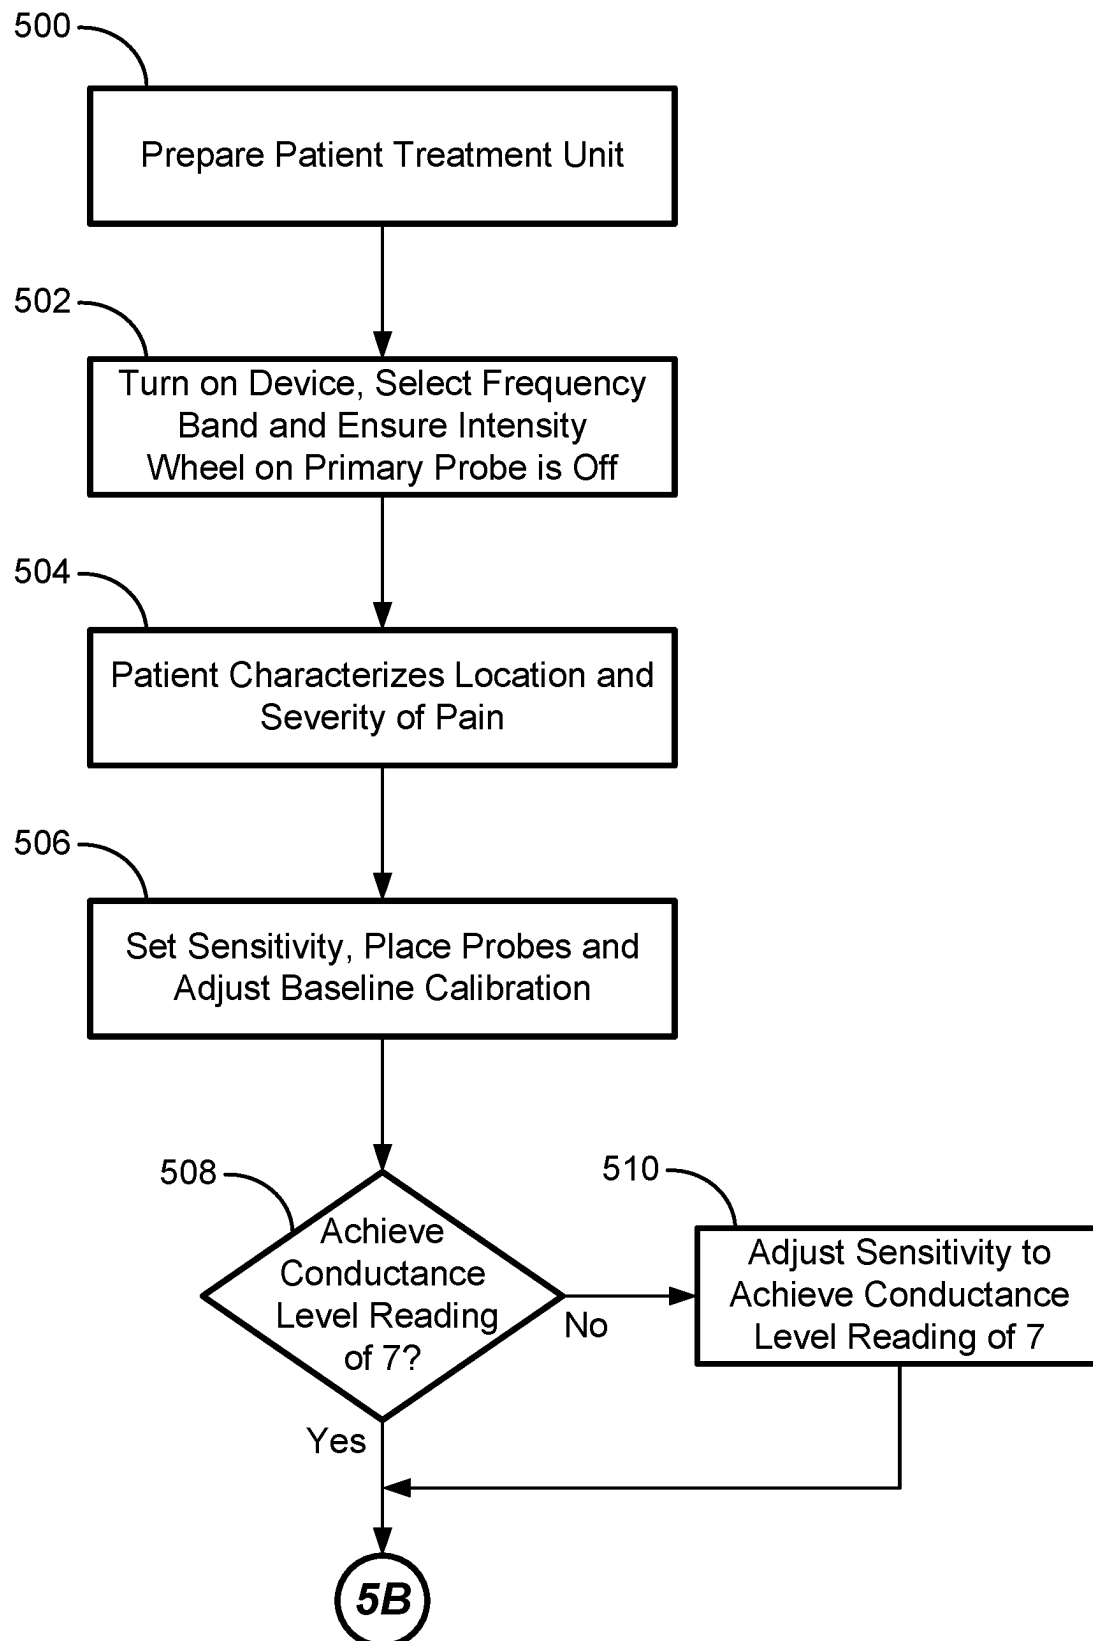 500
Prepare Patient Treatment Unit
502
Turn on Device, Select Frequency
Band and Ensure Intensity
Wheel on Primary Probe is Off
504
Patient Characterizes Location and
Severity of Pain
506
Set Sensitivity, Place Probes and
Adjust Baseline Calibration
508
Achieve
Conductance
Level Reading
of 7?
No
Yes
510
Adjust Sensitivity to
Achieve Conductance
Level Reading of 7
5B